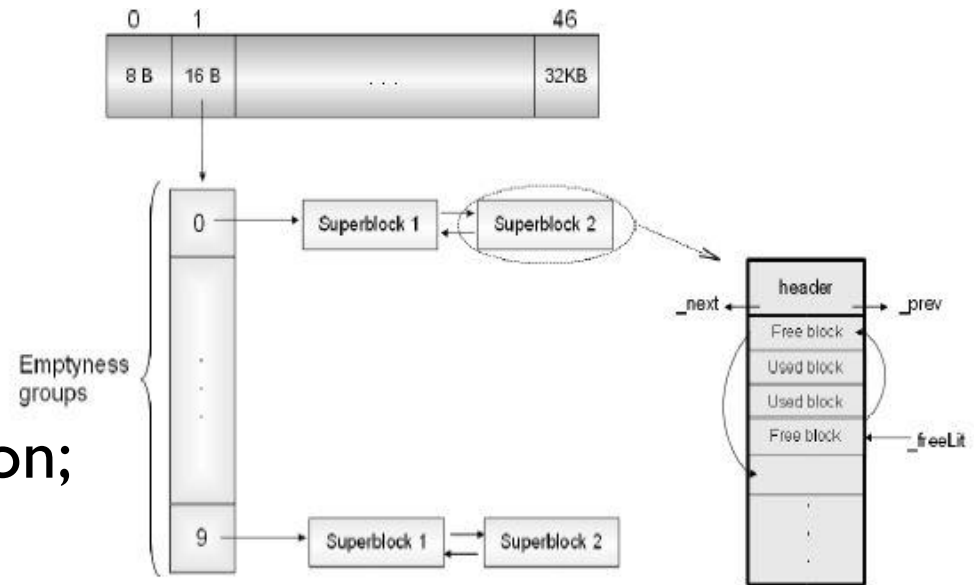 0 1 46
8 B 16 B . . . 32KB
0 Superblock 1 Superblock 2
header
_next _prev
Free block
Used block
Used block
Free block _freeLit
Emptyness
groups
on;
9 Superblock 1 Superblock 2